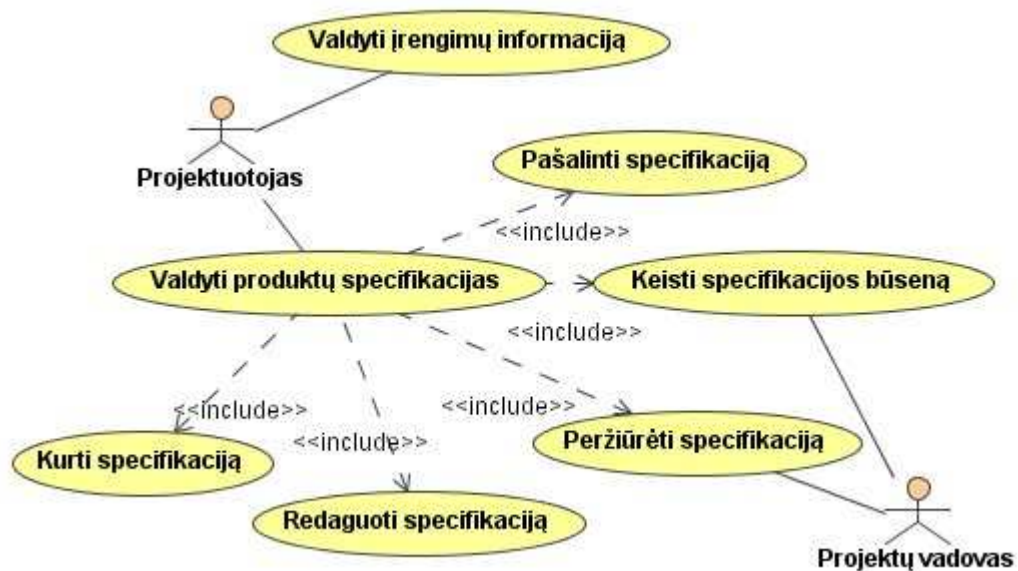 Valdyti įrengimų informaciją
Pašalinti specifikaciją
Projektuotojas
<<include>>
Valdyti produktų specifikacijas
Keisti specifikacijos būseną
<<include>>
<<include>>
<<include>>
<<include>>
Kurti specifikaciją
Peržiūrėti specifikaciją
Redaguoti specifikaciją
Projektų vadovas